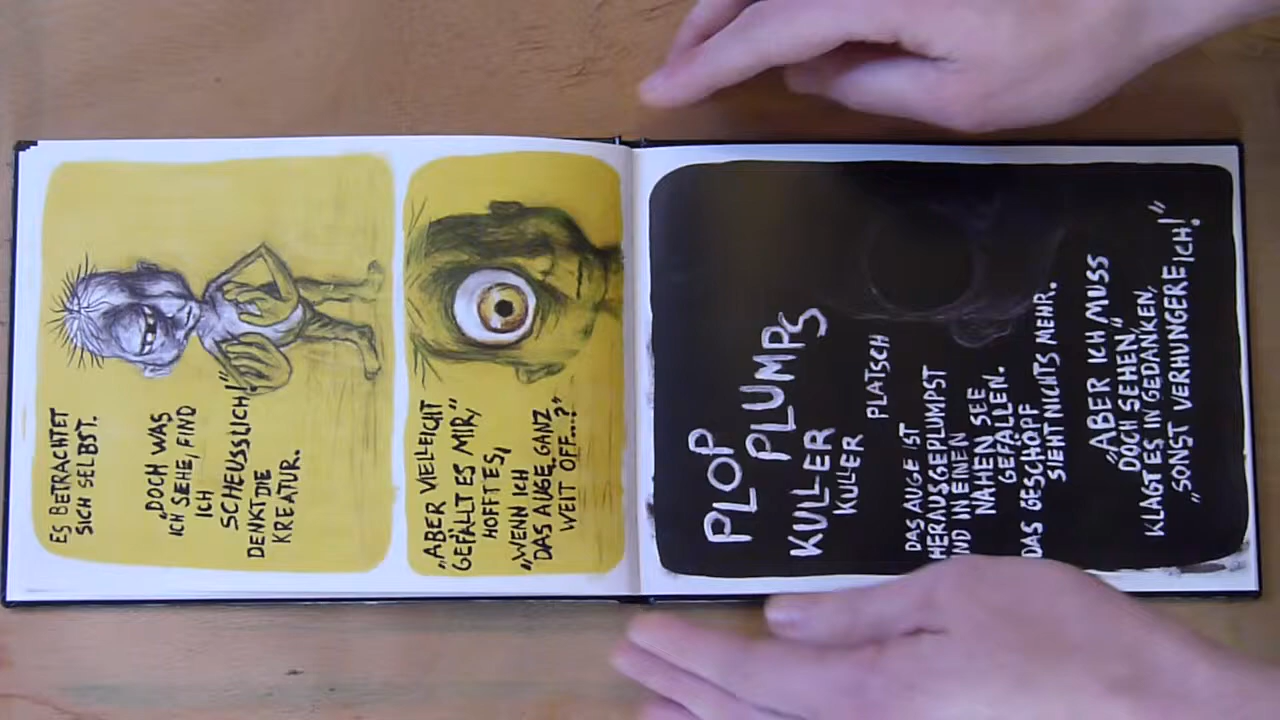 ES BETRACHTET
SICH SELBST.
„DOCH WAS
ICH SEHE, FIND
ICH
SCHEUSSLICH!"
DENKT DIE
KREATUR.
„ABER VIELLEICHT
GEFÄLLT ES MIR,"
HOFFT ES,
„WENN ICH
DAS AUGE GANZ
WEIT ÖFF....?"
PLOP
PLUMPS
KULLER
KULLER
PLATSCH
DAS AUGE IST
HERAUSGEPLUMPST
UND IN EINEN
NAHEN SEE
GEFALLEN.
DAS GESCHÖPF
SIEHT NICHTS MEHR.
„ABER ICH MUSS
DOCH SEHEN,"
KLAGT ES IN GEDANKEN,
„SONST VERHUNGERE ICH!"